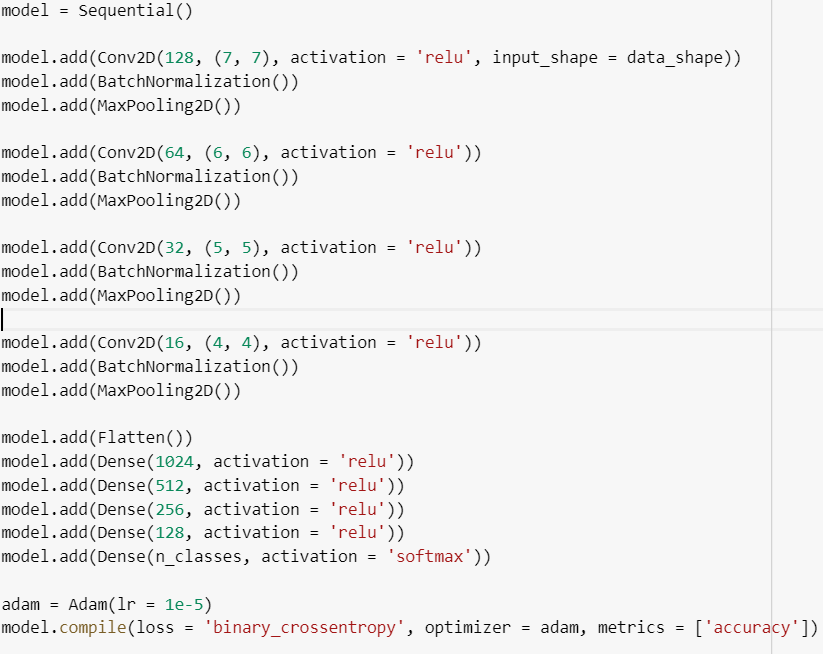 model = Sequential()
model.add(Conv2D(128, (7, 7), activation = 'relu', input_shape = data_shape))
model.add(BatchNormalization())
model.add(MaxPooling2D())
model.add(Conv2D(64, (6, 6), activation = 'relu'))
model.add(BatchNormalization())
model.add(MaxPooling2D())
model.add(Conv2D(32, (5, 5), activation = 'relu'))
model.add(BatchNormalization())
model.add(MaxPooling2D())
model.add(Conv2D(16, (4, 4), activation = 'relu'))
model.add(BatchNormalization())
model.add(MaxPooling2D())
model.add(Flatten())
model.add(Dense(1024, activation = 'relu'))
model.add(Dense(512, activation = 'relu'))
model.add(Dense(256, activation = 'relu'))
model.add(Dense(128, activation = 'relu'))
model.add(Dense(n_classes, activation = 'softmax'))
adam = Adam(lr = 1e-5)
model.compile(loss = 'binary_crossentropy', optimizer = adam, metrics = ['accuracy'])